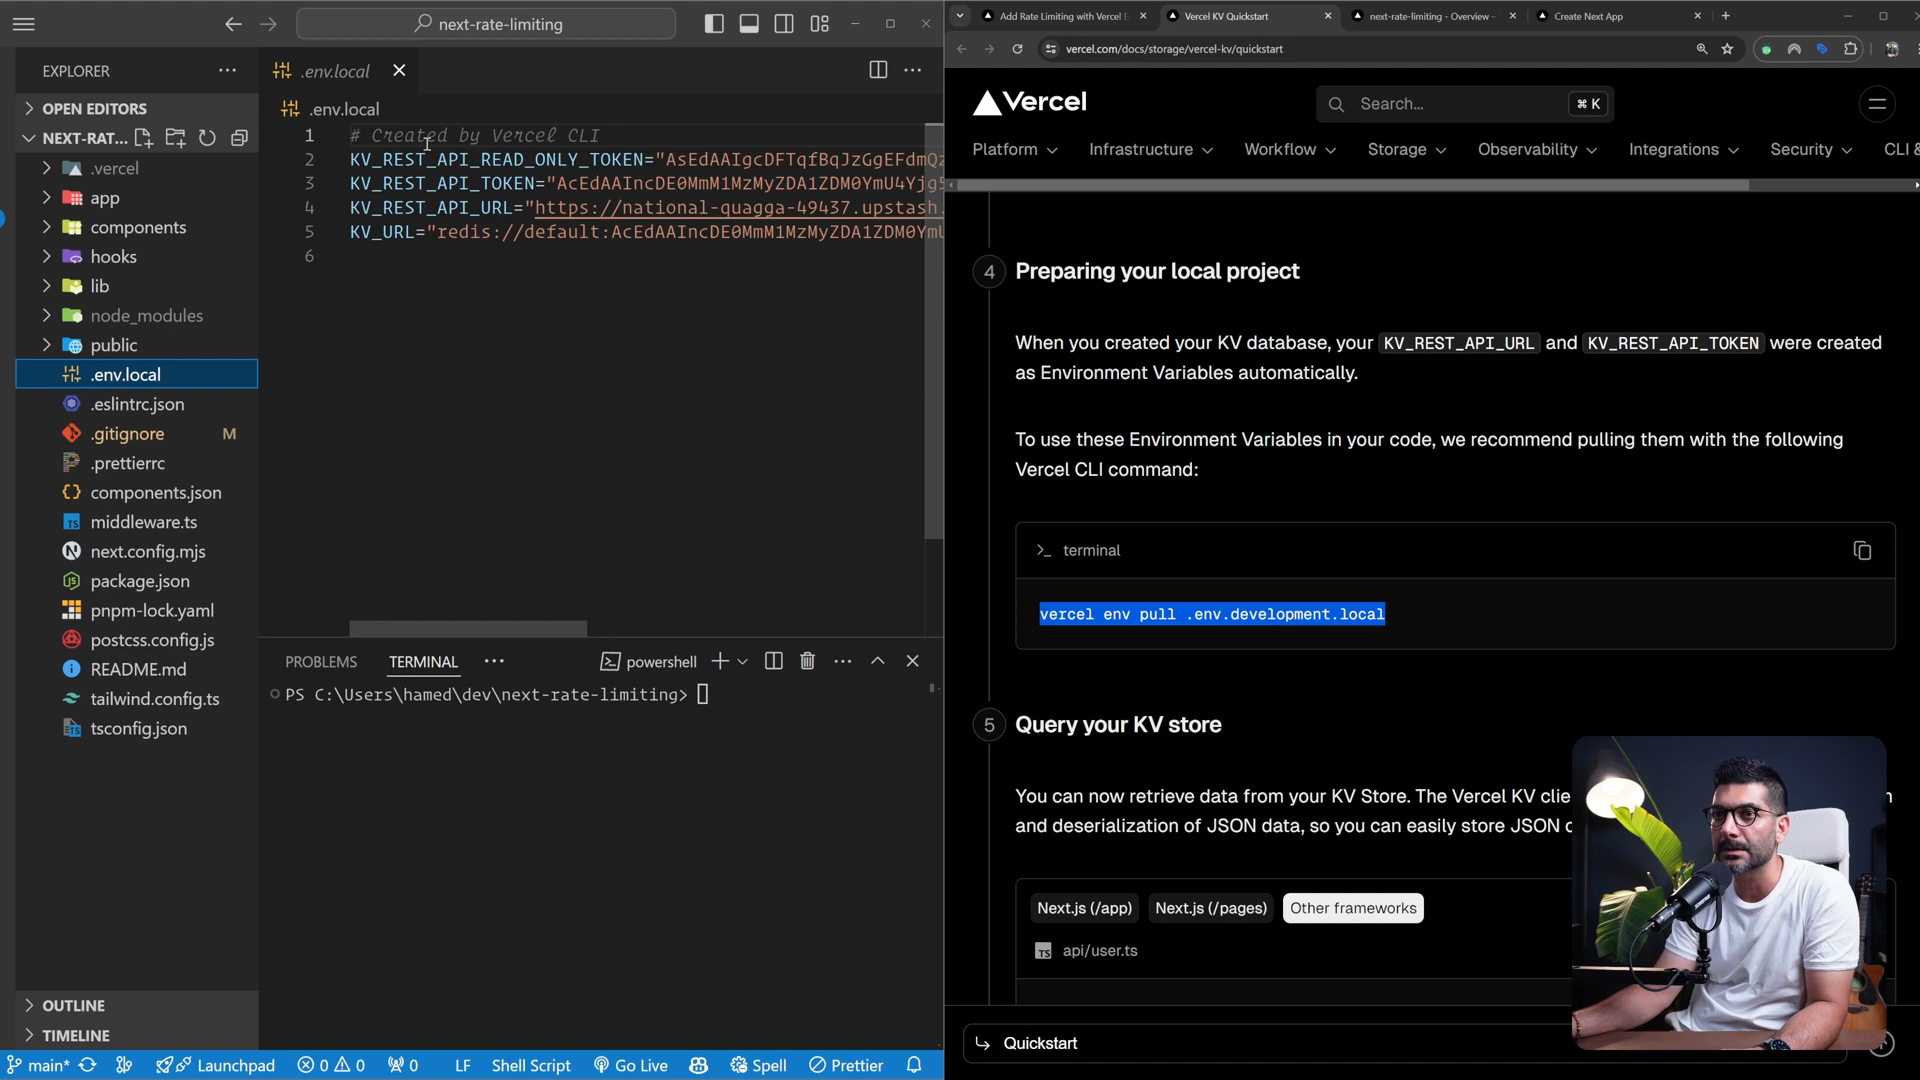 next-rate-limiting
EXPLORER
OPEN EDITORS
NEXT-RAT...
.vercel
app
components
hooks
lib
node_modules
public
.env.local
.eslintrc.json
.gitignore M
.prettierrc
components.json
middleware.ts
next.config.mjs
package.json
pnpm-lock.yaml
postcss.config.js
README.md
tailwind.config.ts
tsconfig.json
OUTLINE
TIMELINE
.env.local
.env.local
1 # Created by Vercel CLI
2 KV_REST_API_READ_ONLY_TOKEN="AsEdAAIgcDFTqfBqJzGgEFdmQz
3 KV_REST_API_TOKEN="AcEdAAIncDE0MmM1MzMyZDA1ZDM0YmU4Yjg5
4 KV_REST_API_URL="https://national-quagga-49437.upstash.
5 KV_URL="redis://default:AcEdAAIncDE0MmM1MzMyZDA1ZDM0YmU
6
PROBLEMS TERMINAL powershell
PS C:\Users\hamed\dev\next-rate-limiting>
main* Launchpad 0 0 0 LF Shell Script Go Live Spell Prettier
Add Rate Limiting with Vercel E
Vercel KV Quickstart
next-rate-limiting - Overview –
Create Next App
vercel.com/docs/storage/vercel-kv/quickstart
Vercel
Search... ⌘ K
Platform Infrastructure Workflow Storage Observability Integrations Security CLI &
4 Preparing your local project
When you created your KV database, your KV_REST_API_URL and KV_REST_API_TOKEN were created
as Environment Variables automatically.
To use these Environment Variables in your code, we recommend pulling them with the following
Vercel CLI command:
terminal
vercel env pull .env.development.local
5 Query your KV store
You can now retrieve data from your KV Store. The Vercel KV clie n
and deserialization of JSON data, so you can easily store JSON
Next.js (/app) Next.js (/pages) Other frameworks
TS api/user.ts
Quickstart